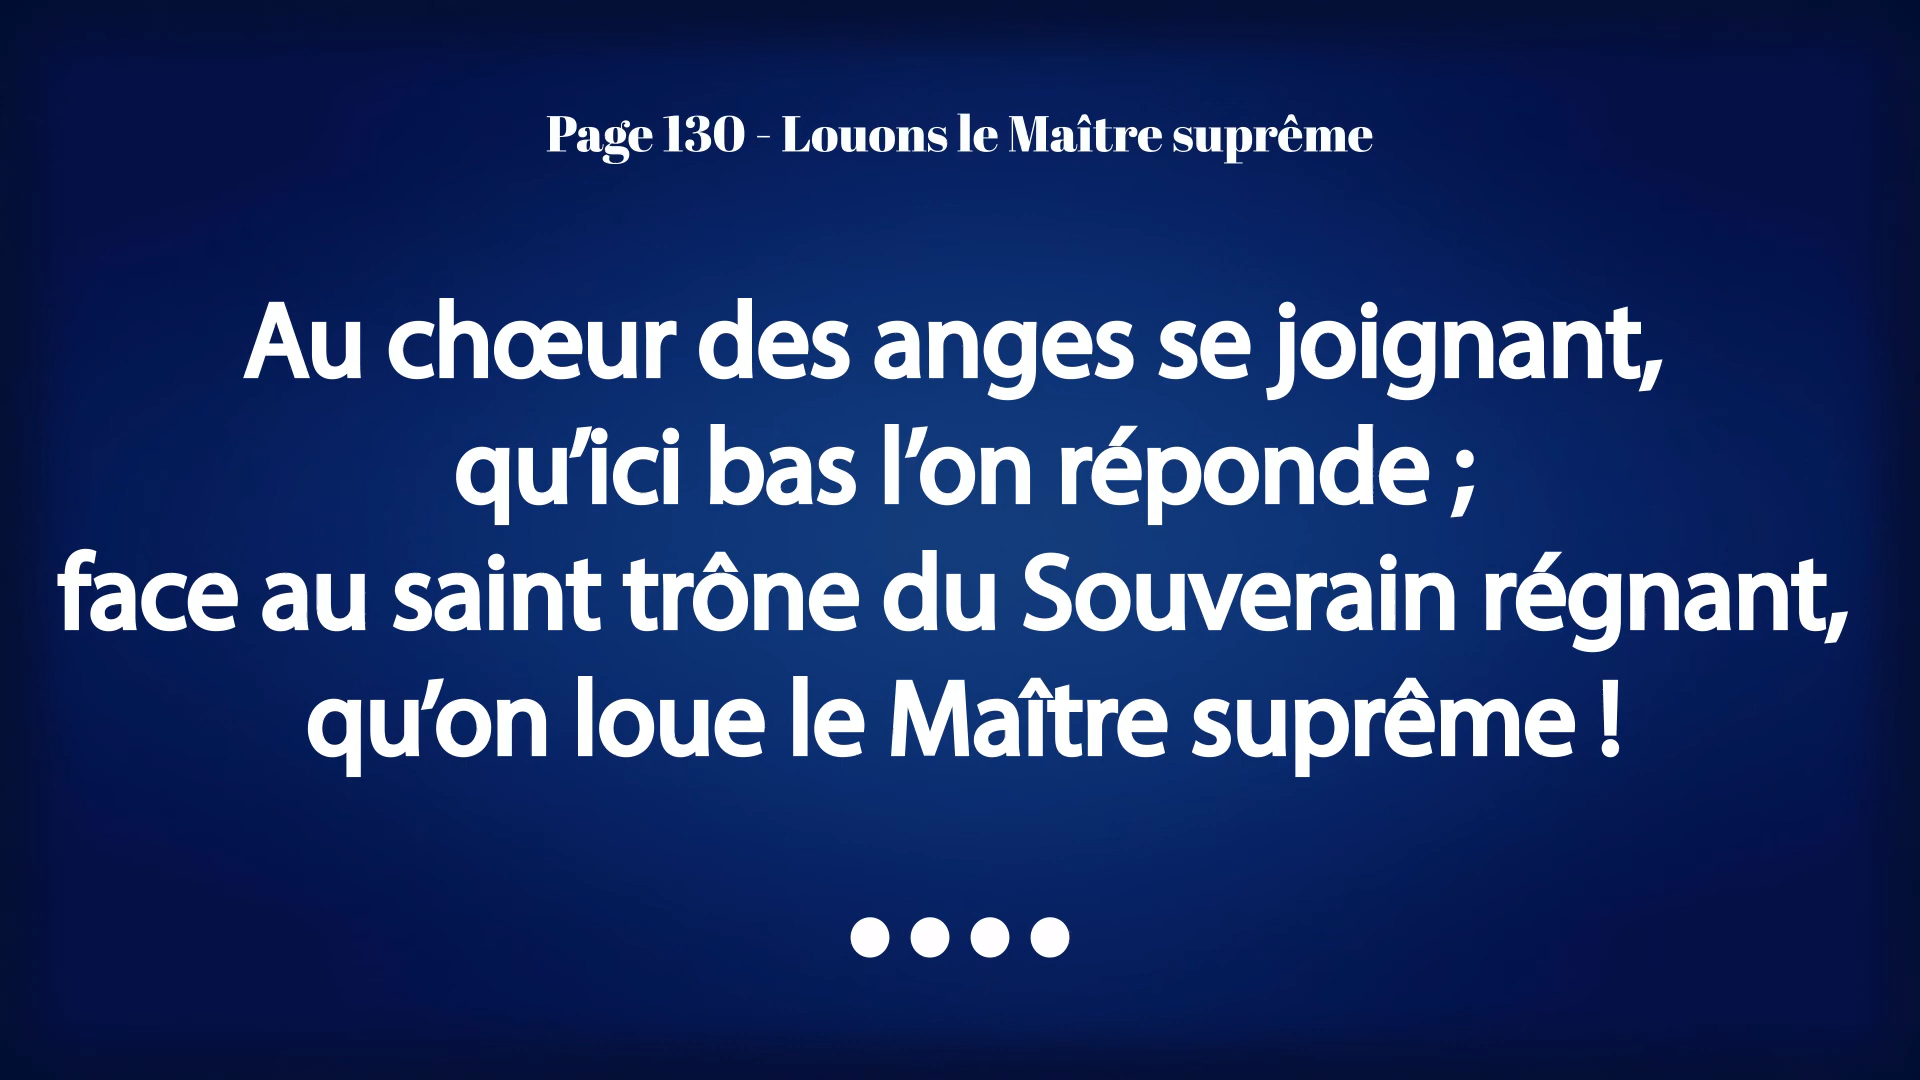 Page 130 - Louons le Maître suprême
Au chœur des anges se joignant,
qu’ici bas l’on réponde ;
face au saint trône du Souverain régnant,
qu’on loue le Maître suprême !